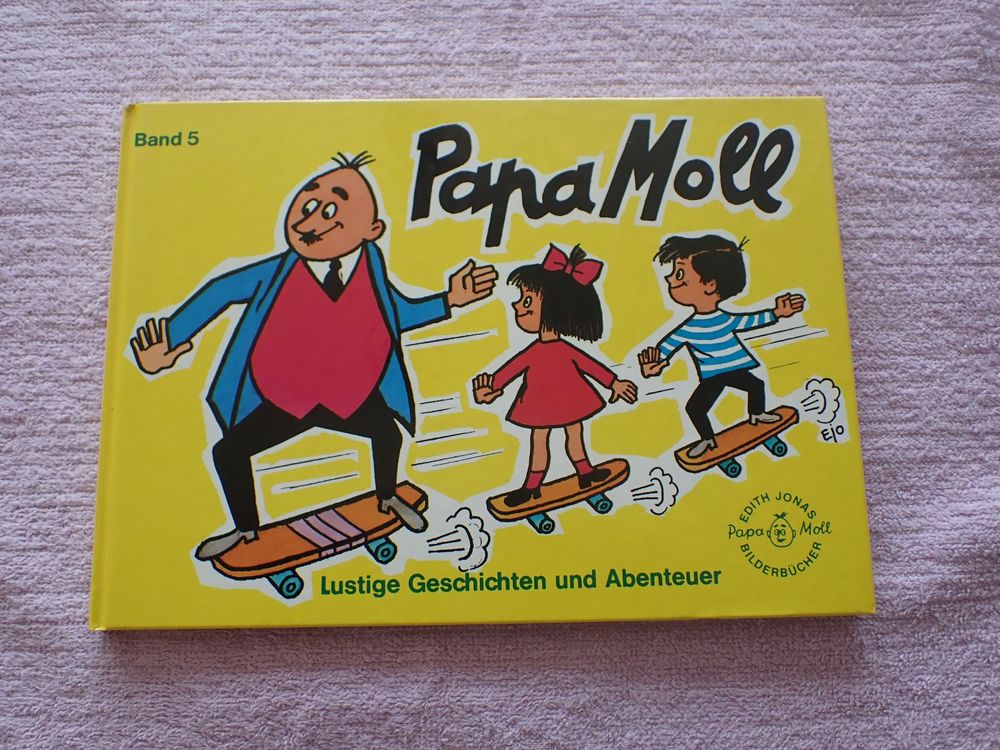 Band 5
Papa Moll
Ejo
EDITH JONAS
Papa Moll
BILDERBÜCHER
Lustige Geschichten und Abenteuer